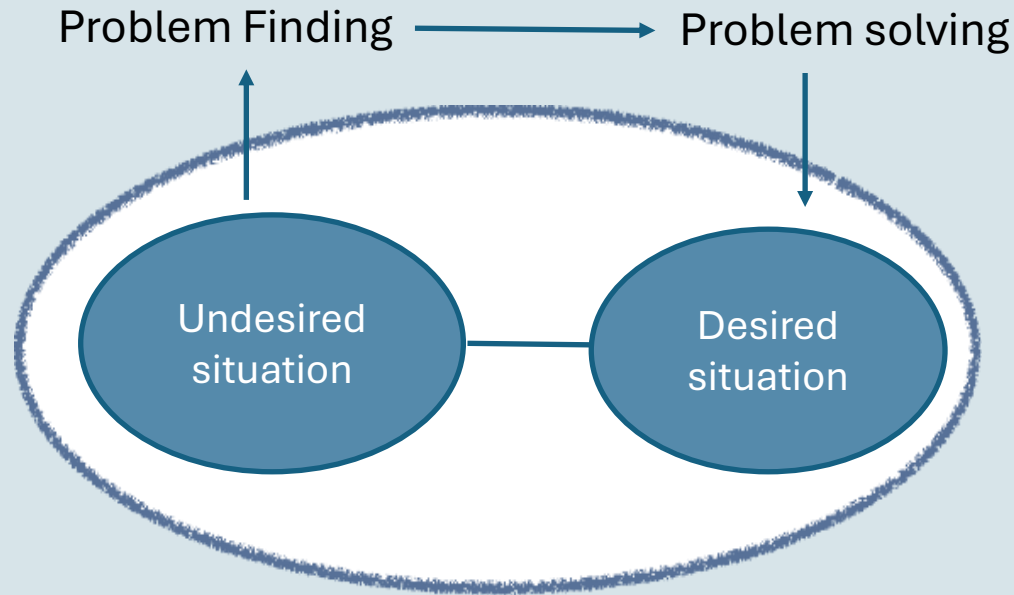 Problem Finding
Problem solving
Undesired
situation
Desired
situation